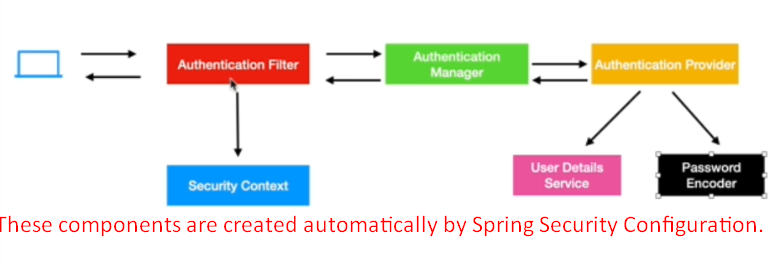 Authentication Filter
Authentication
Manager
Authentication Provider
Security Context
User Details
Service
Password
Encoder
These components are created automatically by Spring Security Configuration.